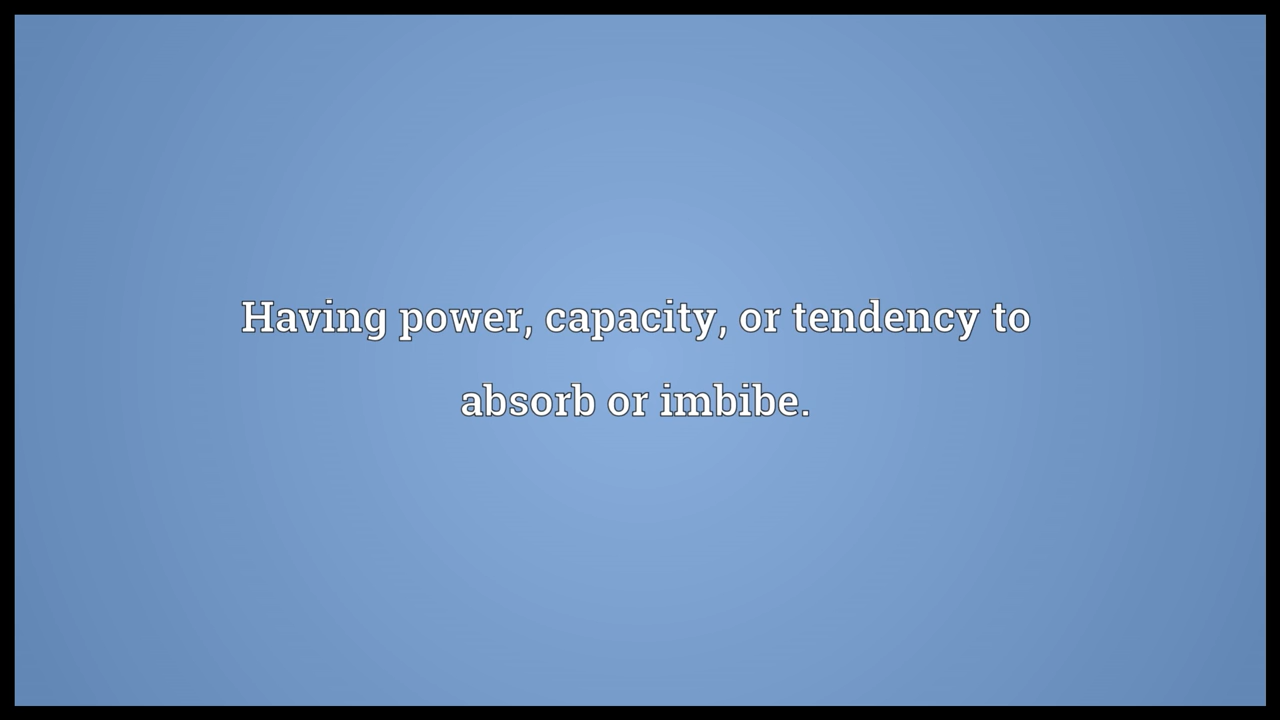 Having power, capacity, or tendency to
absorb or imbibe.